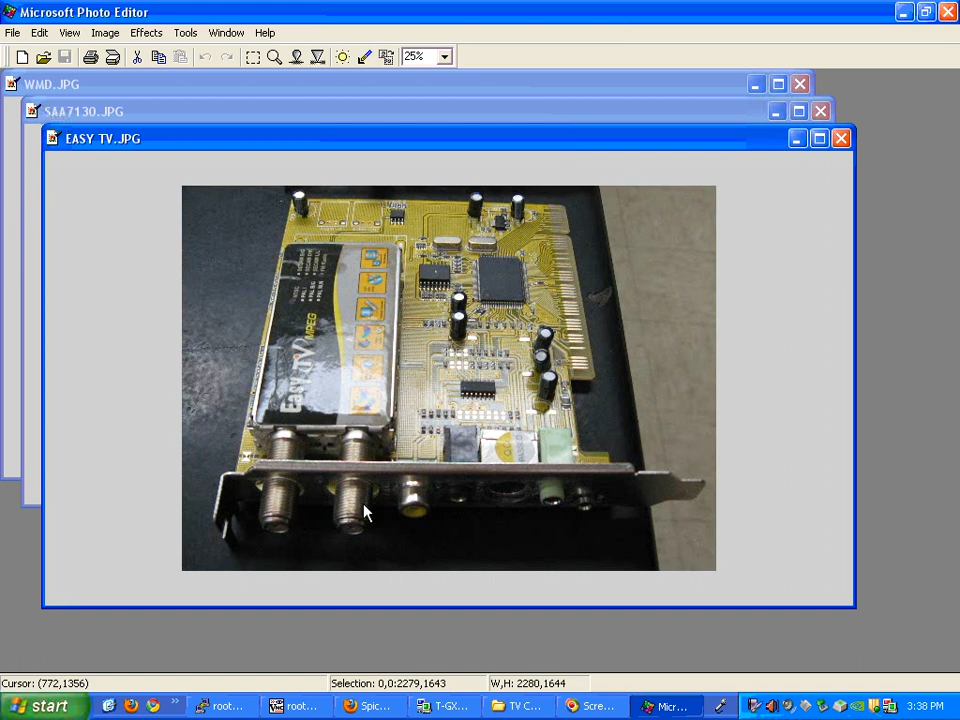 Microsoft Photo Editor
File Edit View Image Effects Tools Window Help
25%
WMD.JPG
SAA7130.JPG
EASY TV.JPG
Easy TV
MPEG
Cursor: (772,1356)
Selection: 0,0:2279,1643
W,H: 2280,1644
start
root...
root...
Spic...
T-GX...
TV C...
Scre...
Micr...
3:38 PM